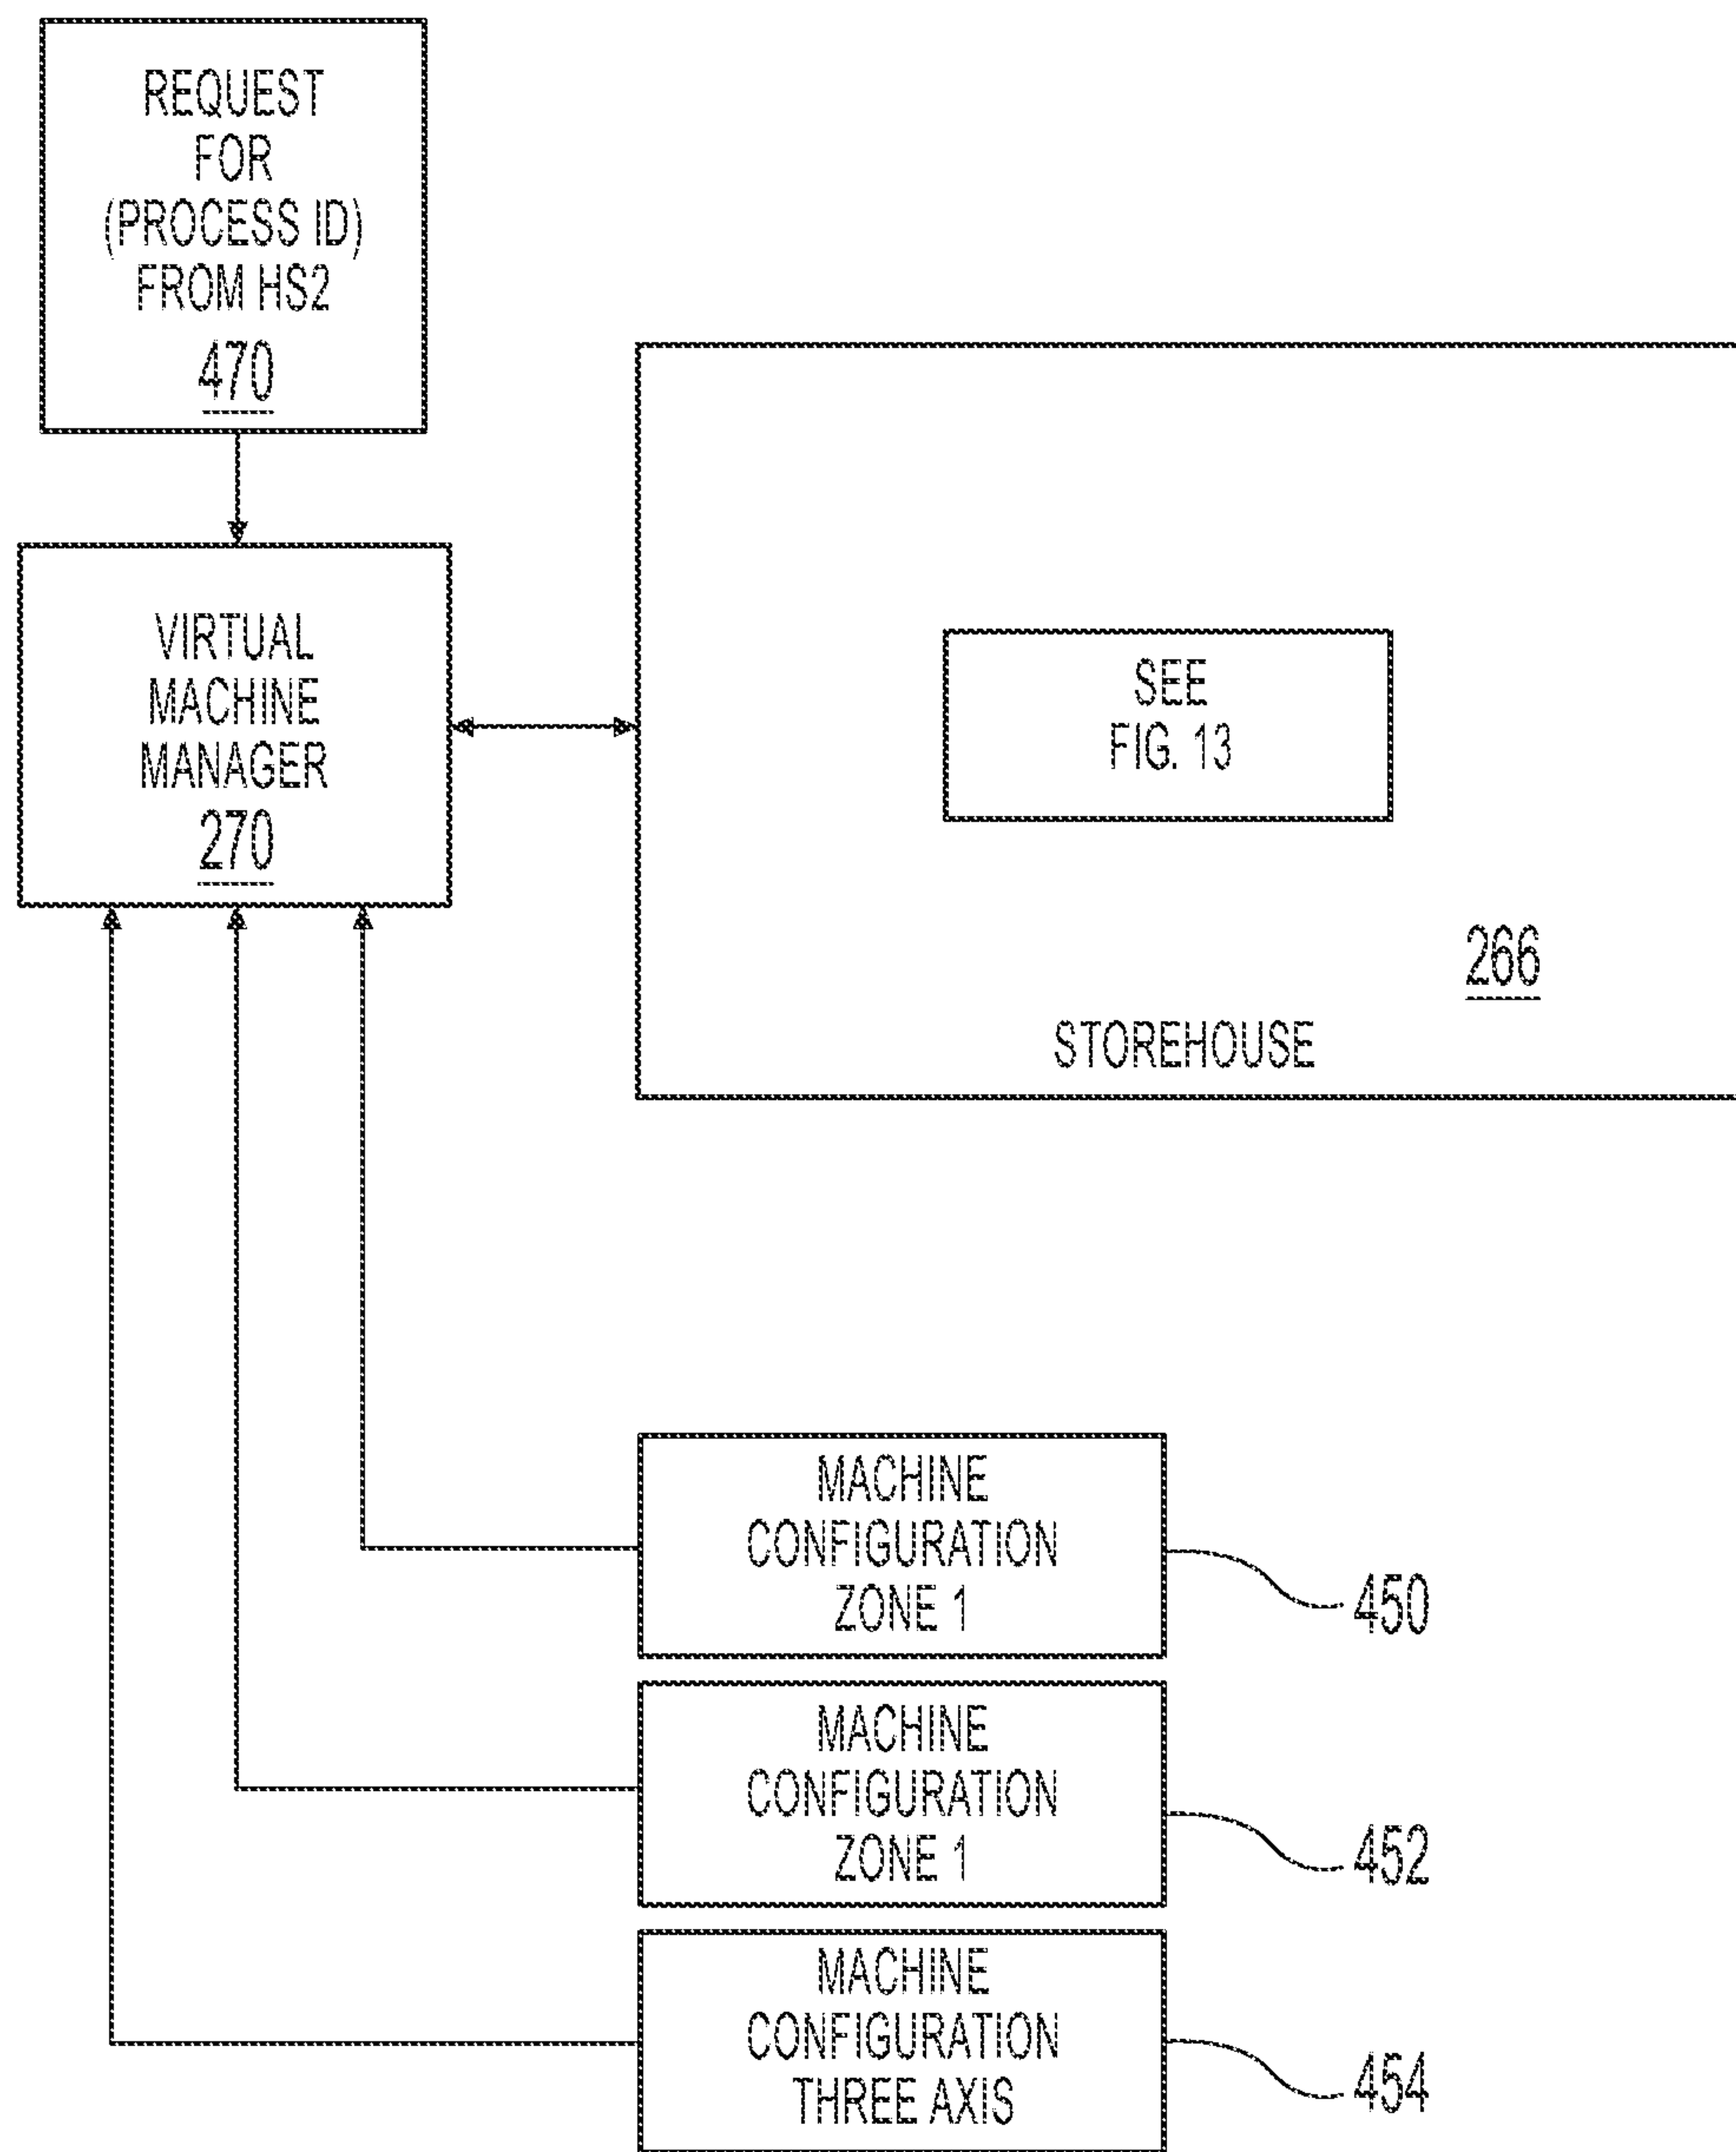 REQUEST
FOR
(PROCESS ID)
FROM HS2
470
VIRTUAL
MACHINE
MANAGER
270
SEE
FIG. 13
266
STOREHOUSE
MACHINE
CONFIGURATION
ZONE 1
450
MACHINE
CONFIGURATION
ZONE 1
452
MACHINE
CONFIGURATION
THREE AXIS
454